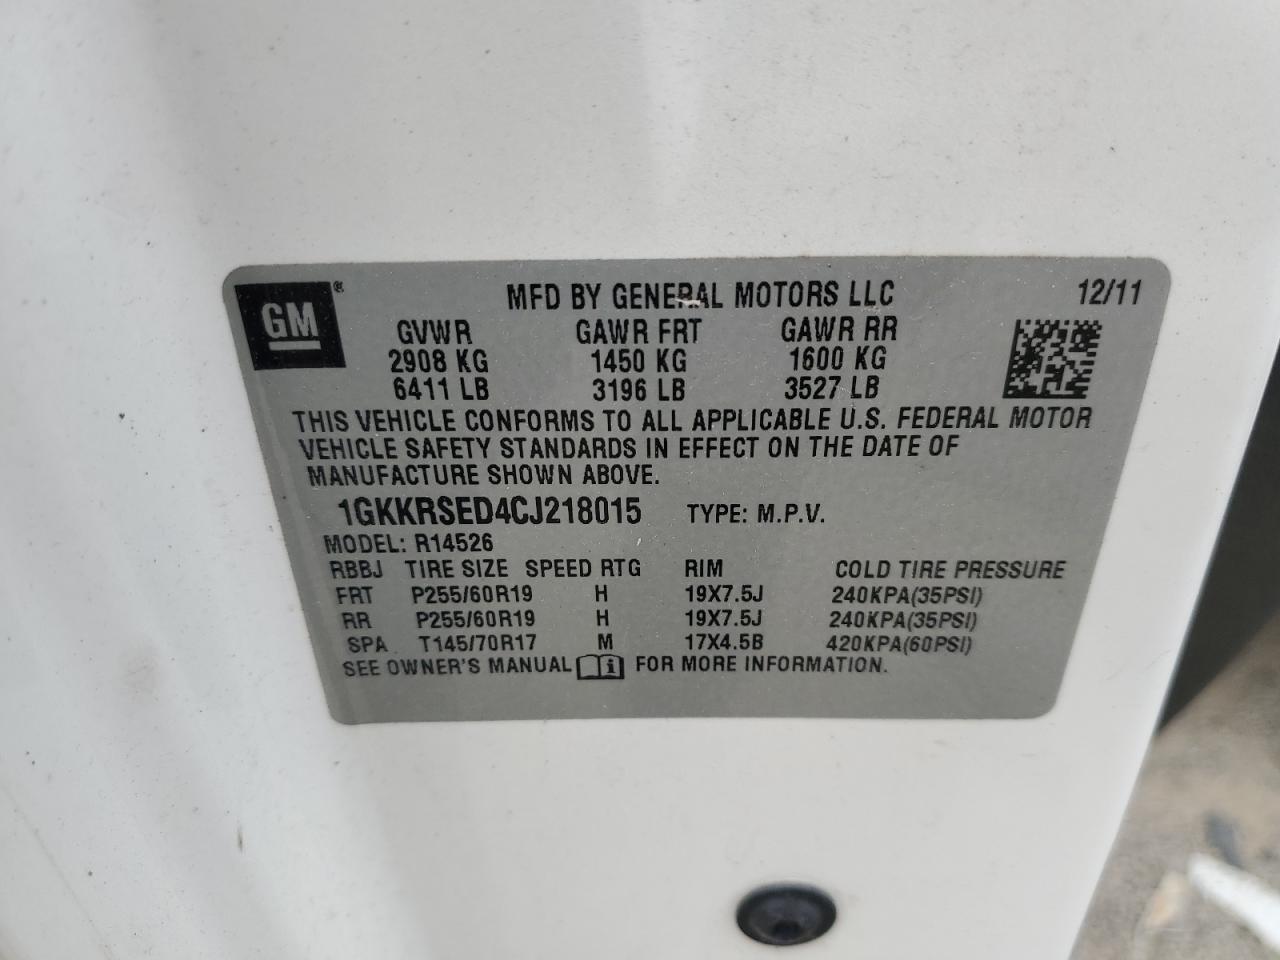 GM®
MFD BY GENERAL MOTORS LLC 12/11
GVWR GAWR FRT GAWR RR
2908 KG 1450 KG 1600 KG
6411 LB 3196 LB 3527 LB
THIS VEHICLE CONFORMS TO ALL APPLICABLE U.S. FEDERAL MOTOR
VEHICLE SAFETY STANDARDS IN EFFECT ON THE DATE OF
MANUFACTURE SHOWN ABOVE.
1GKKRSED4CJ218015 TYPE: M.P.V.
MODEL: R14526
RBBJ TIRE SIZE SPEED RTG RIM COLD TIRE PRESSURE
FRT P255/60R19 H 19X7.5J 240KPA(35PSI)
RR P255/60R19 H 19X7.5J 240KPA(35PSI)
SPA T145/70R17 M 17X4.5B 420KPA(60PSI)
SEE OWNER'S MANUAL i FOR MORE INFORMATION.